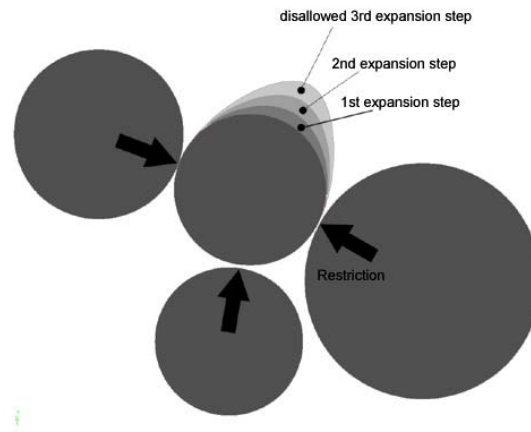 disallowed 3rd expansion step
2nd expansion step
1st expansion step
Restriction